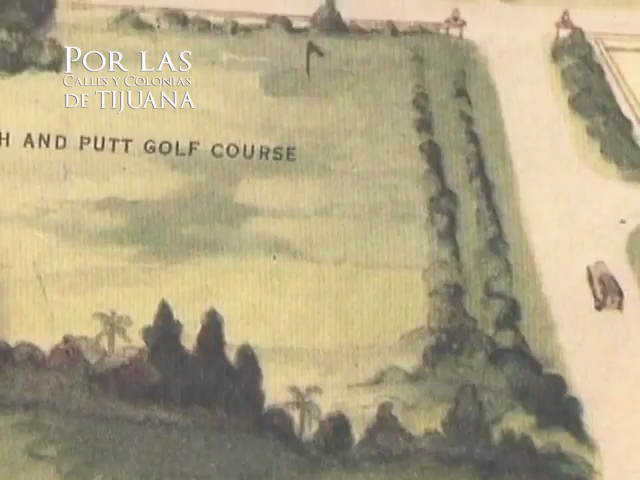 POR LAS
CALLES Y COLONIAS
DE TIJUANA
H AND PUTT GOLF COURSE